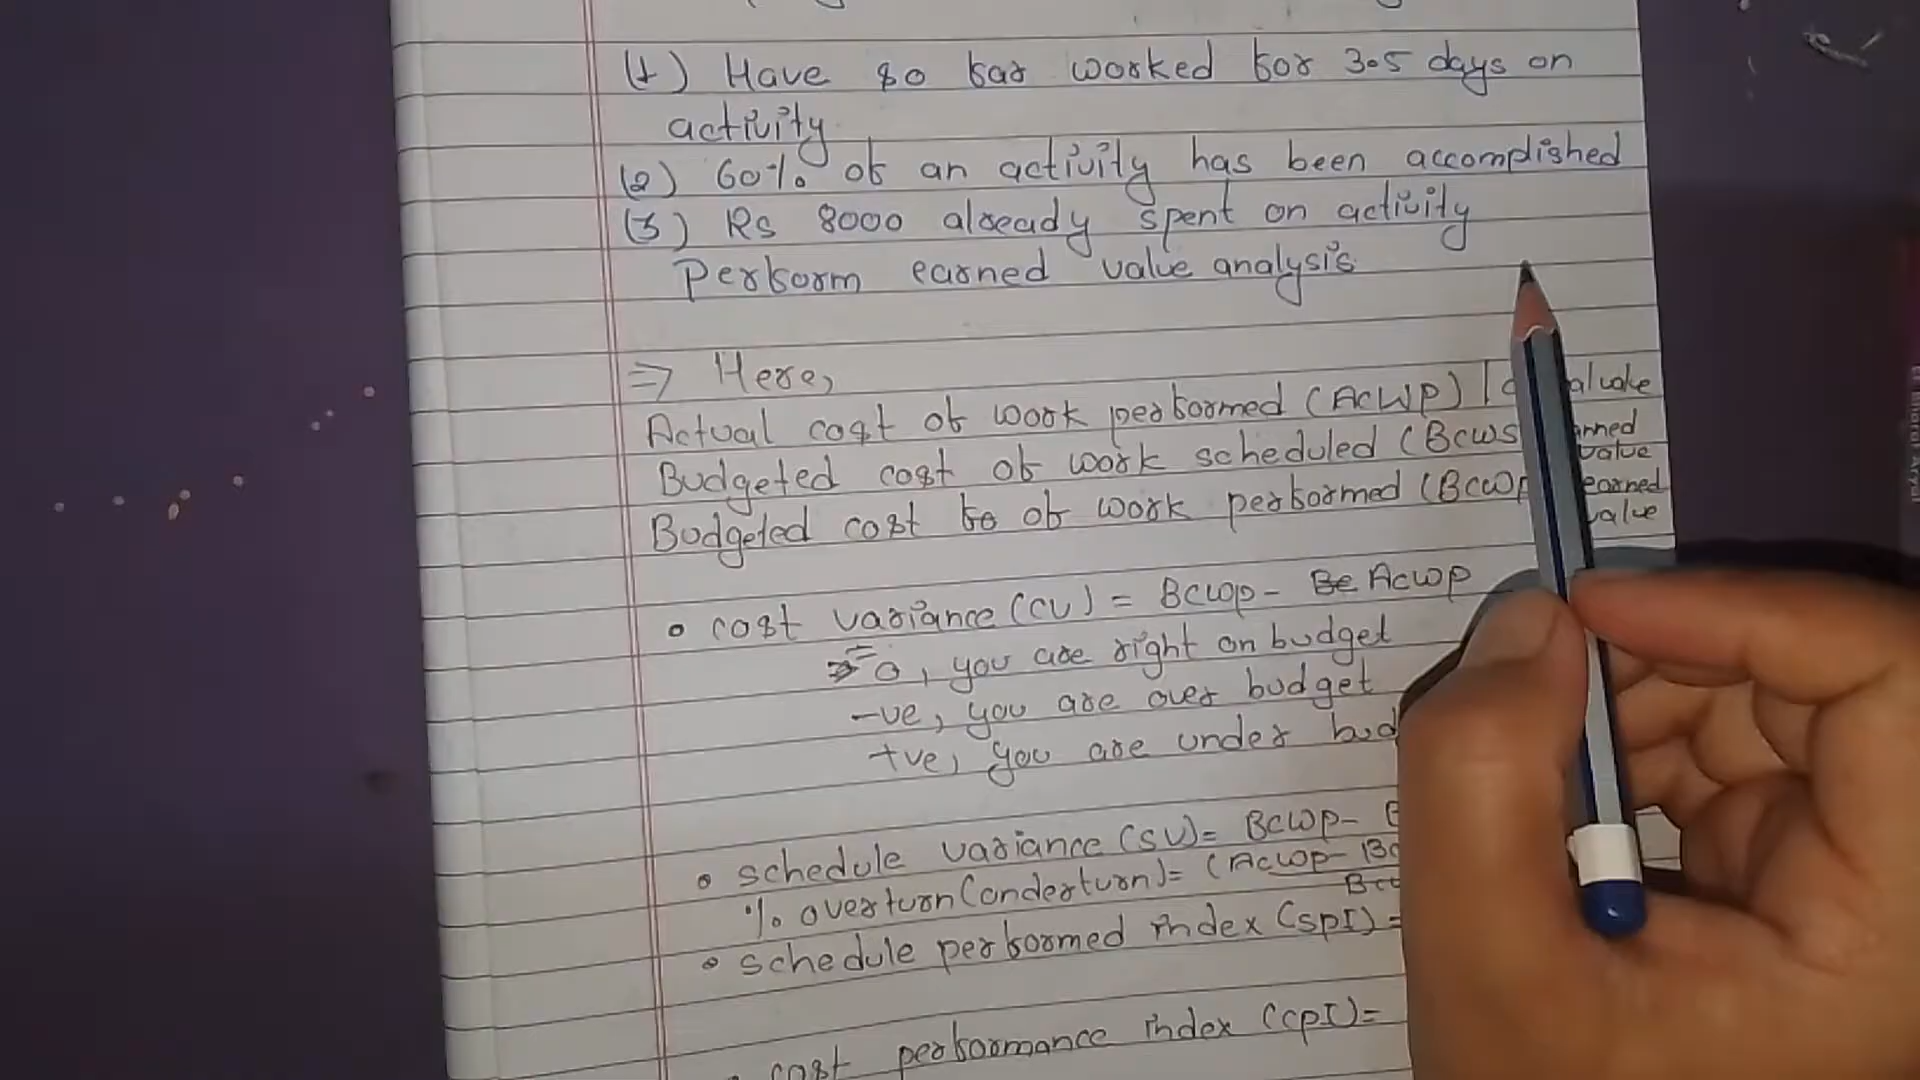 (1) Have so far worked for 3.5 days on
activity
(2) 60% of an activity has been accomplished
(3) Rs 8000 already spent on activity
Perform earned value analysis
⇒ Here,
Actual cost of work performed (ACWP)
Budgeted cost of work scheduled (BCWS
value
Budgeted cost of work performed (BCWP earned
value
• cost variance (CV) = BCWP - ACWP
= 0, you are right on budget
-ve, you are over budget
+ve, you are under
• schedule variance (SV) = BCWP -
% overturn (underturn) = (ACWP -
• schedule performed index (SPI) =
cost performance index (CPI) =